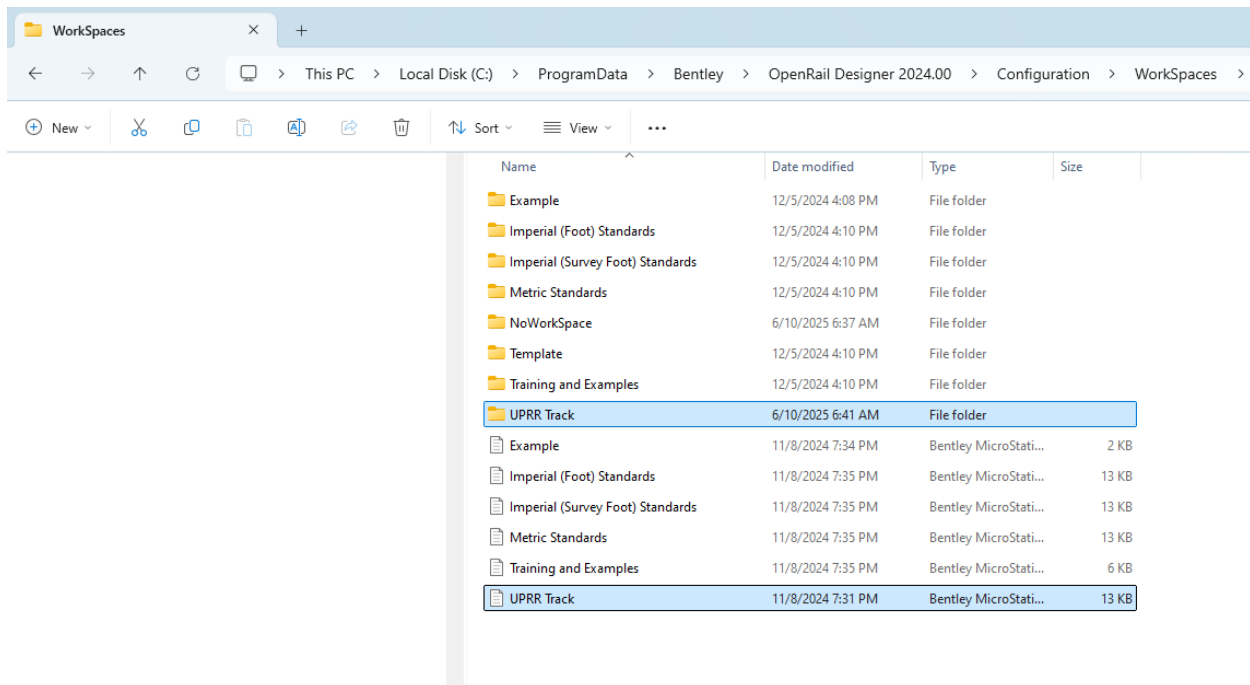 WorkSpaces
This PC > Local Disk (C:) > ProgramData > Bentley > OpenRail Designer 2024.00 > Configuration > WorkSpaces >
New Sort View ...
Name Date modified Type Size
Example 12/5/2024 4:08 PM File folder
Imperial (Foot) Standards 12/5/2024 4:10 PM File folder
Imperial (Survey Foot) Standards 12/5/2024 4:10 PM File folder
Metric Standards 12/5/2024 4:10 PM File folder
NoWorkSpace 6/10/2025 6:37 AM File folder
Template 12/5/2024 4:10 PM File folder
Training and Examples 12/5/2024 4:10 PM File folder
UPRR Track 6/10/2025 6:41 AM File folder
Example 11/8/2024 7:34 PM Bentley MicroStati... 2 KB
Imperial (Foot) Standards 11/8/2024 7:35 PM Bentley MicroStati... 13 KB
Imperial (Survey Foot) Standards 11/8/2024 7:35 PM Bentley MicroStati... 13 KB
Metric Standards 11/8/2024 7:35 PM Bentley MicroStati... 13 KB
Training and Examples 11/8/2024 7:35 PM Bentley MicroStati... 6 KB
UPRR Track 11/8/2024 7:31 PM Bentley MicroStati... 13 KB